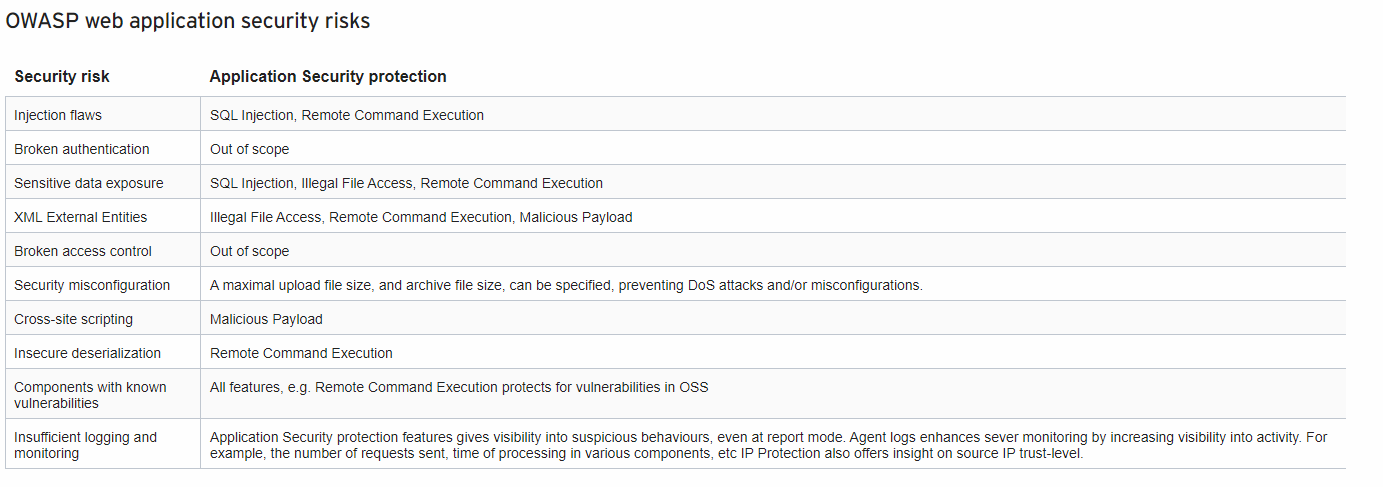 OWASP web application security risks
Security risk Application Security protection
Injection flaws SQL Injection, Remote Command Execution
Broken authentication Out of scope
Sensitive data exposure SQL Injection, Illegal File Access, Remote Command Execution
XML External Entities Illegal File Access, Remote Command Execution, Malicious Payload
Broken access control Out of scope
Security misconfiguration A maximal upload file size, and archive file size, can be specified, preventing DoS attacks and/or misconfigurations.
Cross-site scripting Malicious Payload
Insecure deserialization Remote Command Execution
Components with known All features, e.g. Remote Command Execution protects for vulnerabilities in OSS
vulnerabilities
Insufficient logging and Application Security protection features gives visibility into suspicious behaviours, even at report mode. Agent logs enhances sever monitoring by increasing visibility into activity. For
monitoring example, the number of requests sent, time of processing in various components, etc IP Protection also offers insight on source IP trust-level.